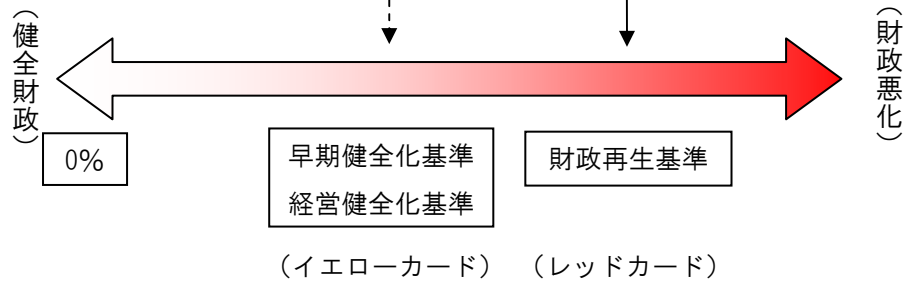 （健全財政）
（財政悪化）
0%
早期健全化基準
経営健全化基準
財政再生基準
（イエローカード）
（レッドカード）